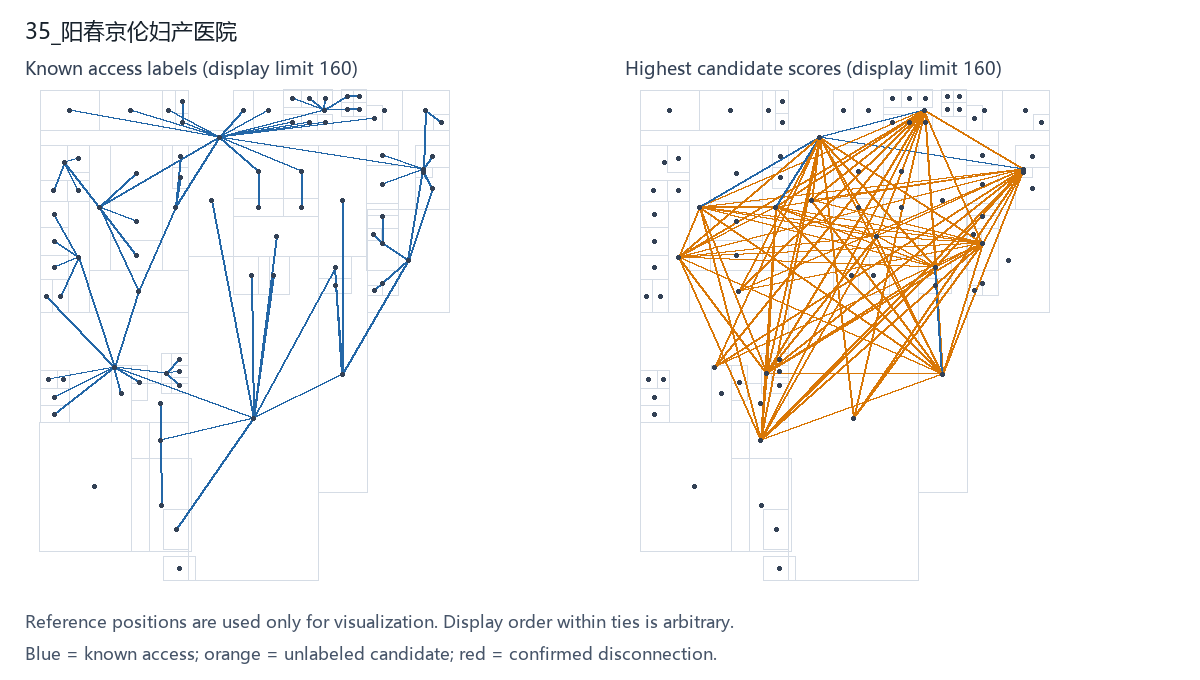 35_阳春京伦妇产医院
Known access labels (display limit 160)
Highest candidate scores (display limit 160)
Reference positions are used only for visualization. Display order within ties is arbitrary.
Blue = known access; orange = unlabeled candidate; red = confirmed disconnection.